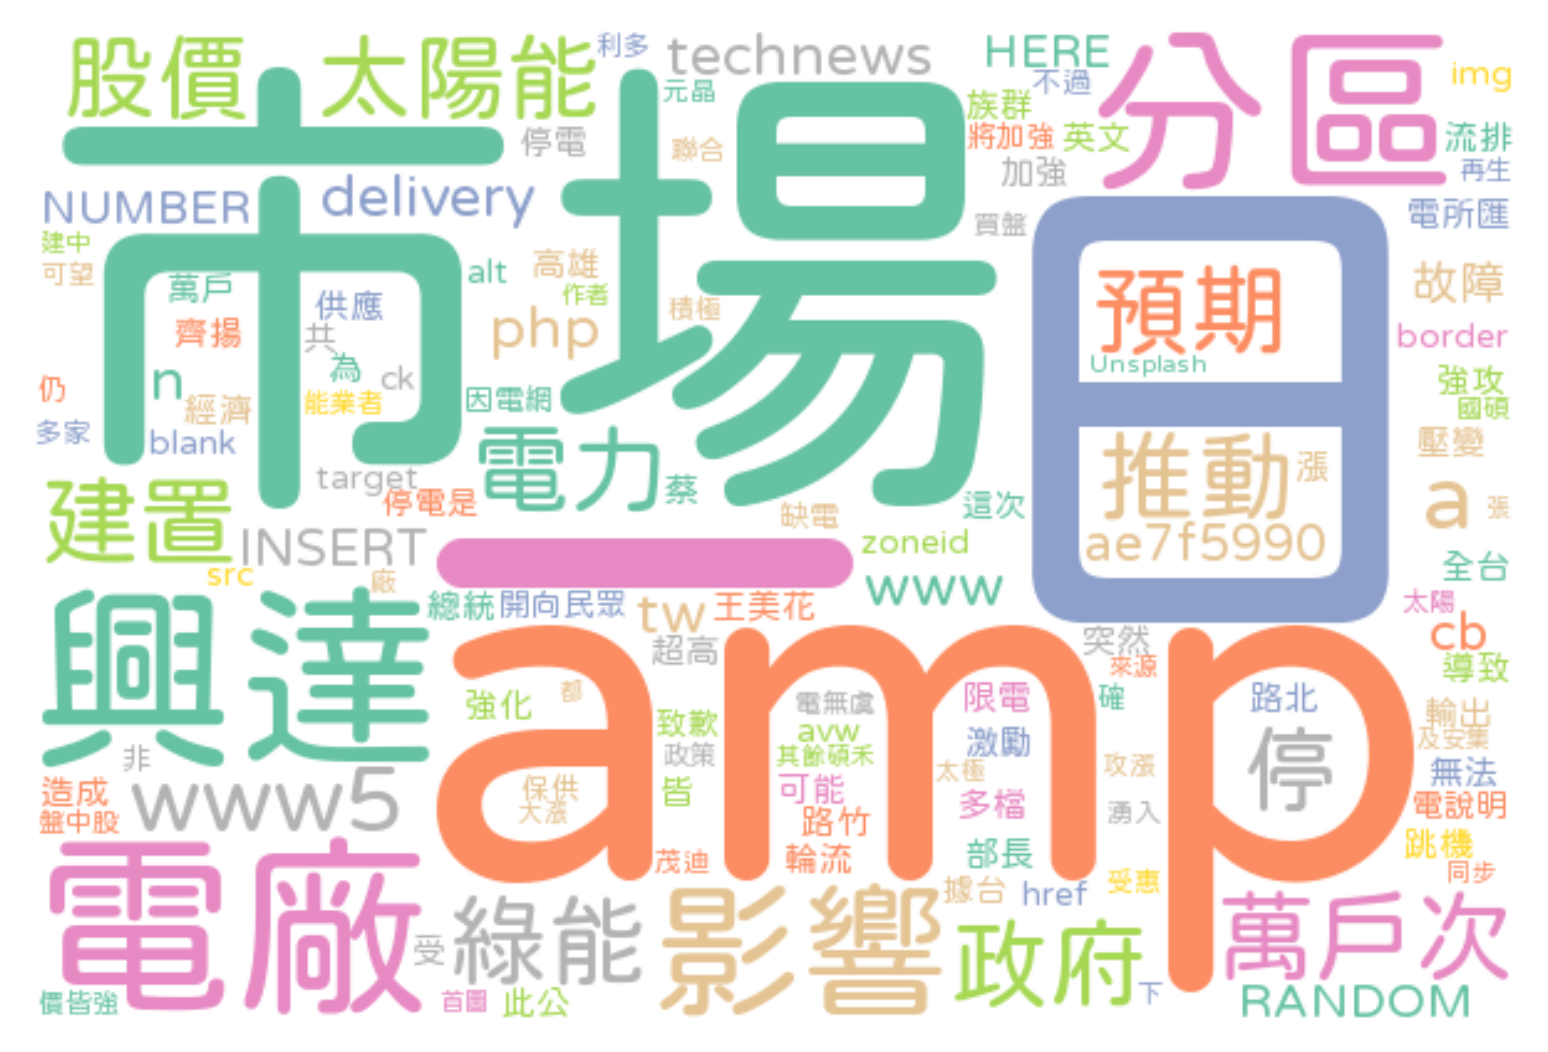 股價 太陽能 利多 technews HERE 分區 img
元晶 不過
停電 聯合 族群 將加強 英文 流排
加強 再生
NUMBER delivery 市場 買盤 日 電所匯
建中
可望 萬戶 供應 alt 高雄 作者 積極 預期 故障
齊揚 共 php border
n 為 ck Unsplash 強攻
仍 經濟 能業者 因電網 國碩
多家 blank 電力 推動 漲 壓變
target 蔡
建置 停電是 缺電 這次 a 張
INSERT 一 zoneid ae7f5990 全台
src 廠 www
興達 總統 開向民眾 tw 王美花 太陽
amp 超高 突然 cb
來源 導致
強化 都 致歉 電無虞 限電 確 路北 輸出
非 政策 avw 激勵 停 及安集
www5 其餘碩禾 太極 攻漲 無法
造成 保供 皆 可能 多檔 湧入 電說明
盤中股 大漲 路竹 跳機
電廠 茂迪 輪流 部長 受惠 同步
受 綠能 影響 據台 href 政府 萬戶次
價皆強 首圖 此公 下 RANDOM